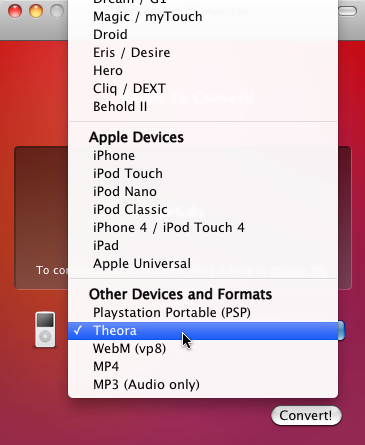 Dream / G1
Magic / myTouch
Droid
Eris / Desire
Hero
Cliq / DEXT
Behold II
Apple Devices
iPhone
iPod Touch
iPod Nano
iPod Classic
iPhone 4 / iPod Touch 4
iPad
Apple Universal
Other Devices and Formats
Playstation Portable (PSP)
✓ Theora
WebM (vp8)
MP4
MP3 (Audio only)
To con
Convert!